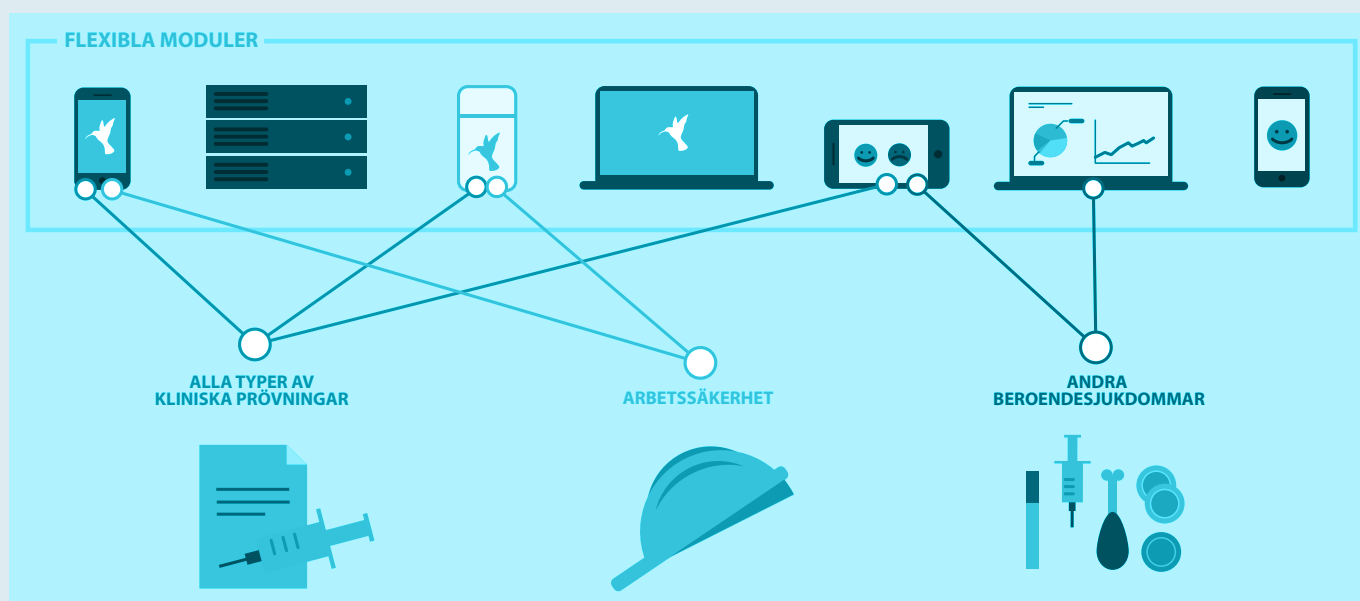 FLEXIBLA MODULER
ALLA TYPER AV
KLINISKA PRÖVNINGAR
ARBETSSÄKERHET
ANDRA
BEROENDESJUKDOMMAR